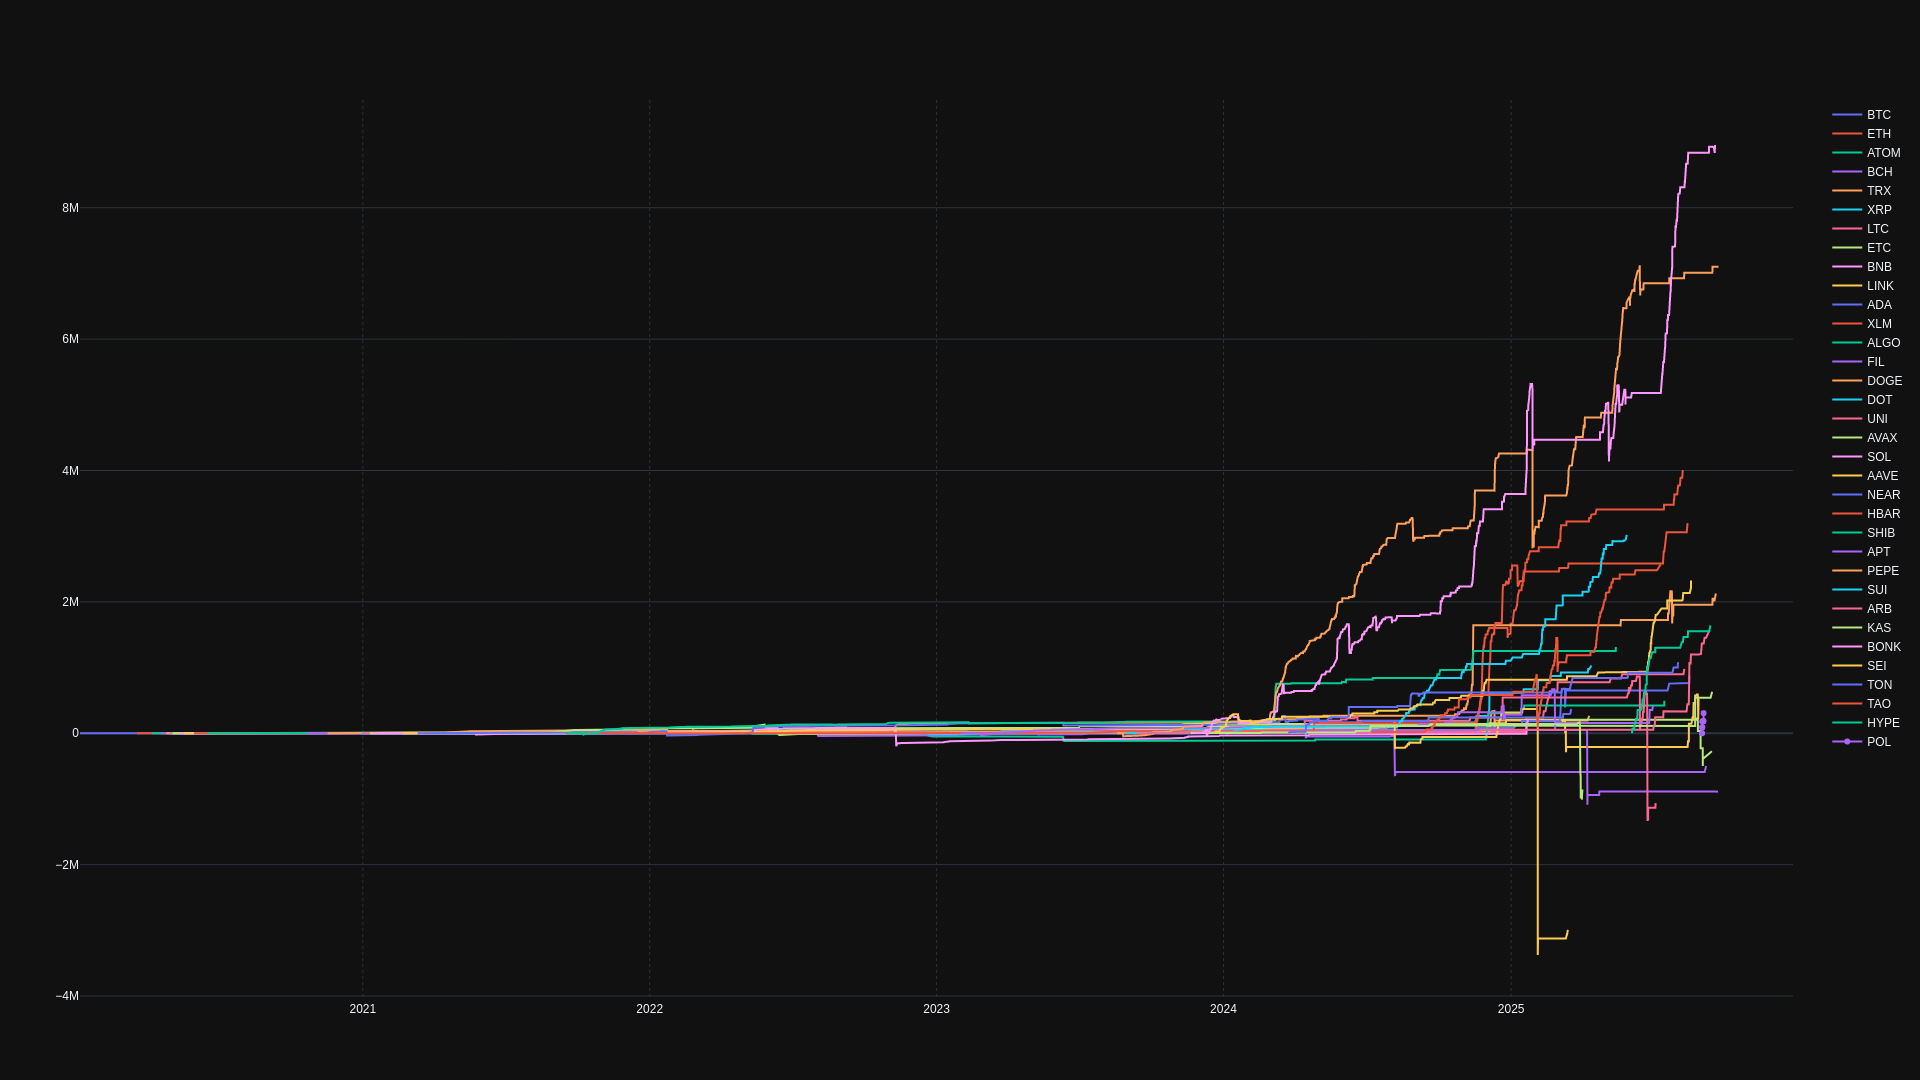 8M
6M
4M
2M
0
−2M
−4M
2021
2022
2023
2024
2025
BTC
ETH
ATOM
BCH
TRX
XRP
LTC
ETC
BNB
LINK
ADA
XLM
ALGO
FIL
DOGE
DOT
UNI
AVAX
SOL
AAVE
NEAR
HBAR
SHIB
APT
PEPE
SUI
ARB
KAS
BONK
SEI
TON
TAO
HYPE
POL